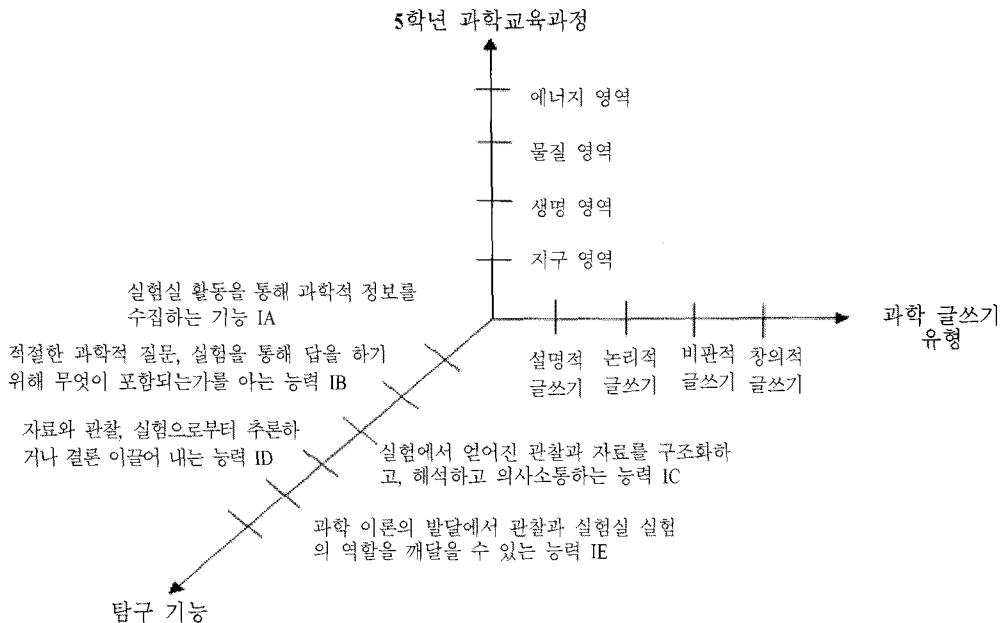 5학년 과학교육과정
에너지 영역
물질 영역
생명 영역
지구 영역
과학 글쓰기
유형
설명적
글쓰기
논리적
글쓰기
비판적
글쓰기
창의적
글쓰기
실험실 활동을 통해 과학적 정보를
수집하는 기능 IA
적절한 과학적 질문, 실험을 통해 답을 하기
위해 무엇이 포함되는가를 아는 능력 IB
자료와 관찰, 실험으로부터 추론하
거나 결론 이끌어 내는 능력 ID
실험에서 얻어진 관찰과 자료를 구조화하
고, 해석하고 의사소통하는 능력 IC
과학 이론의 발달에서 관찰과 실험실 실험
의 역할을 깨달을 수 있는 능력 IE
탐구 기능